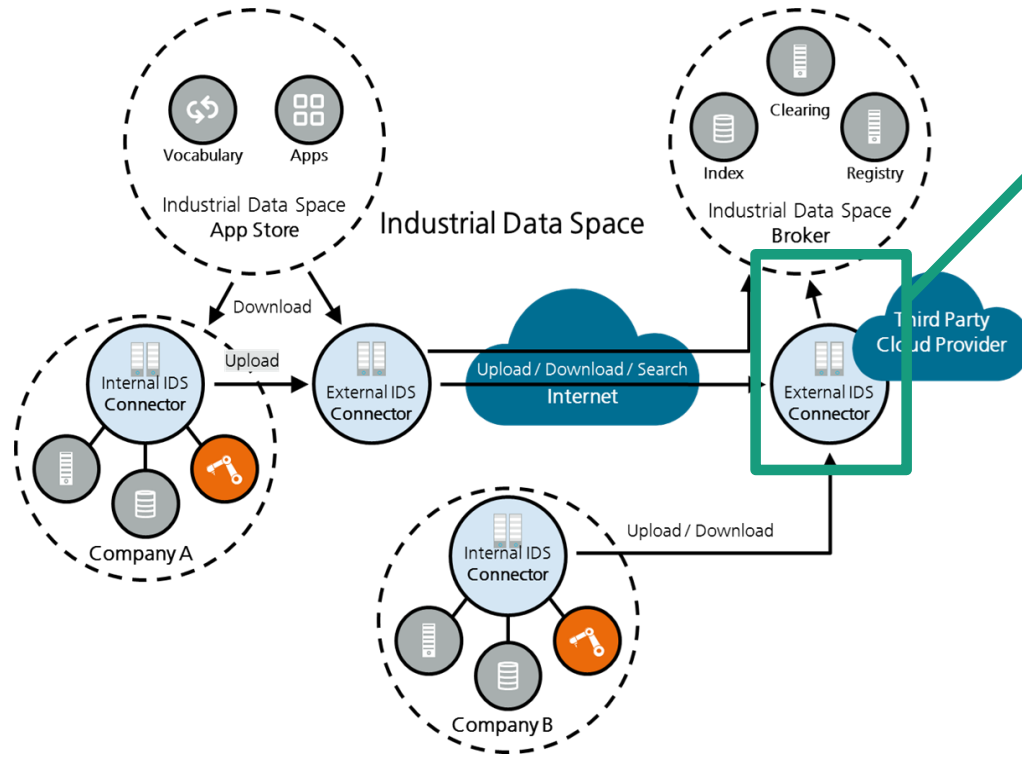 Vocabulary
Apps
Industrial Data Space
App Store
Industrial Data Space
Clearing
Index
Registry
Industrial Data Space
Broker
Download
Third Party
Cloud Provider
Internal IDS
Connector
Upload
External IDS
Connector
Upload / Download / Search
Internet
External IDS
Connector
Company A
Internal IDS
Connector
Upload / Download
Company B